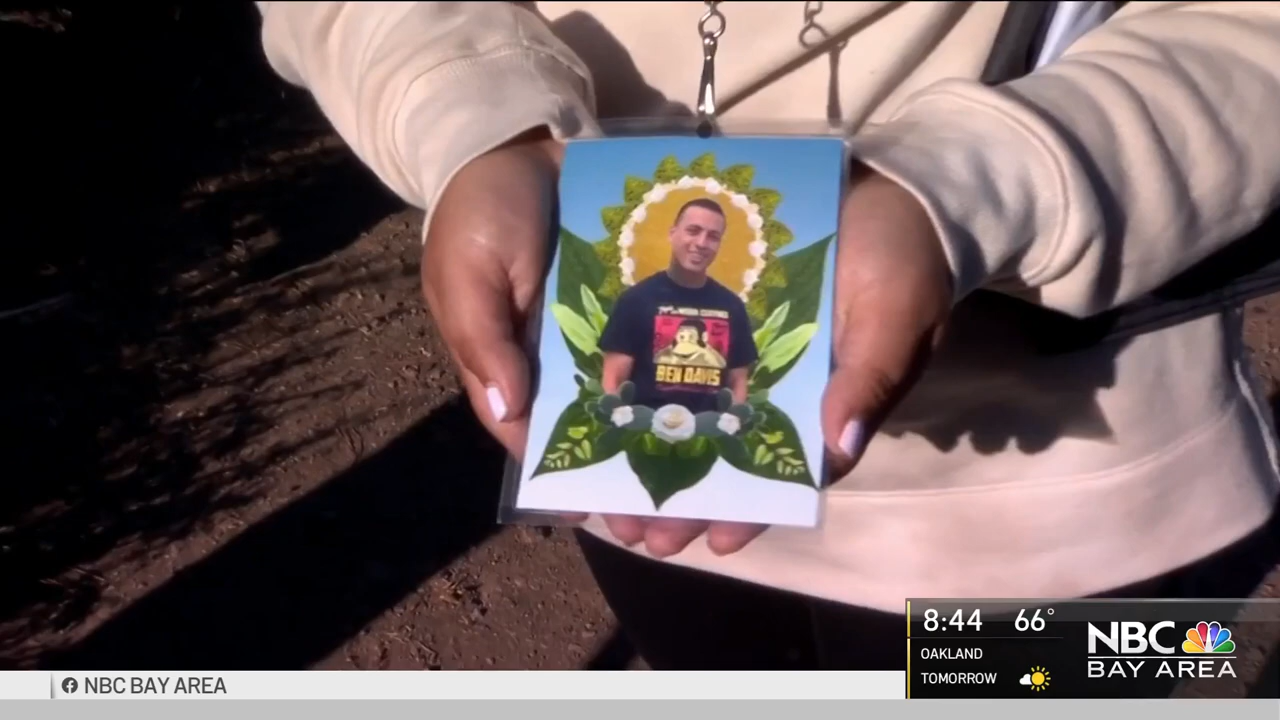 BEN DAVIS
8:44 66°
OAKLAND
TOMORROW
NBC
BAY AREA
NBC BAY AREA